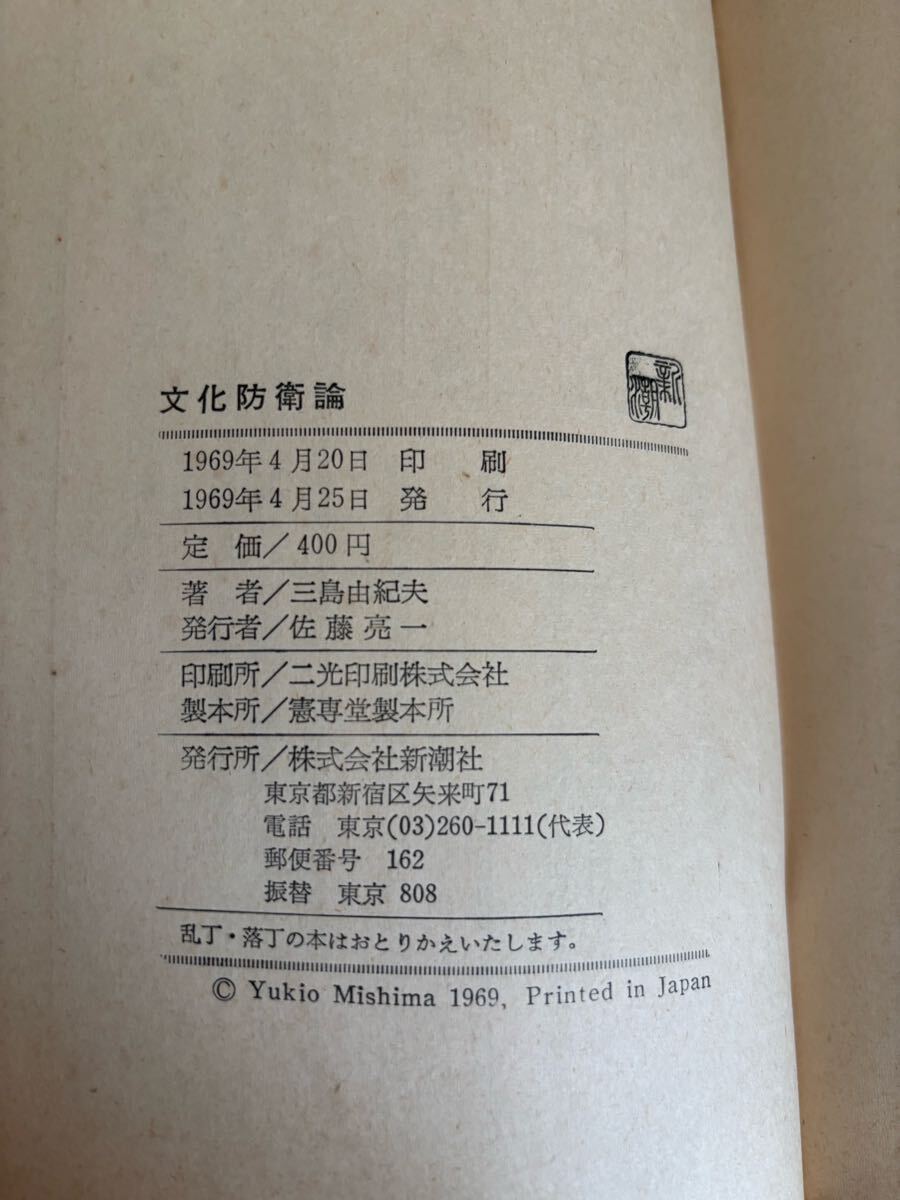 文化防衛論
新潮
1969年4月20日 印 刷
1969年4月25日 発 行
定 価/400円
著 者/三島由紀夫
発行者/佐藤亮一
印刷所/二光印刷株式会社
製本所/憲専堂製本所
発行所/株式会社新潮社
東京都新宿区矢来町71
電話 東京(03)260-1111(代表)
郵便番号 162
振替 東京 808
乱丁・落丁の本はおとりかえいたします。
© Yukio Mishima 1969, Printed in Japan